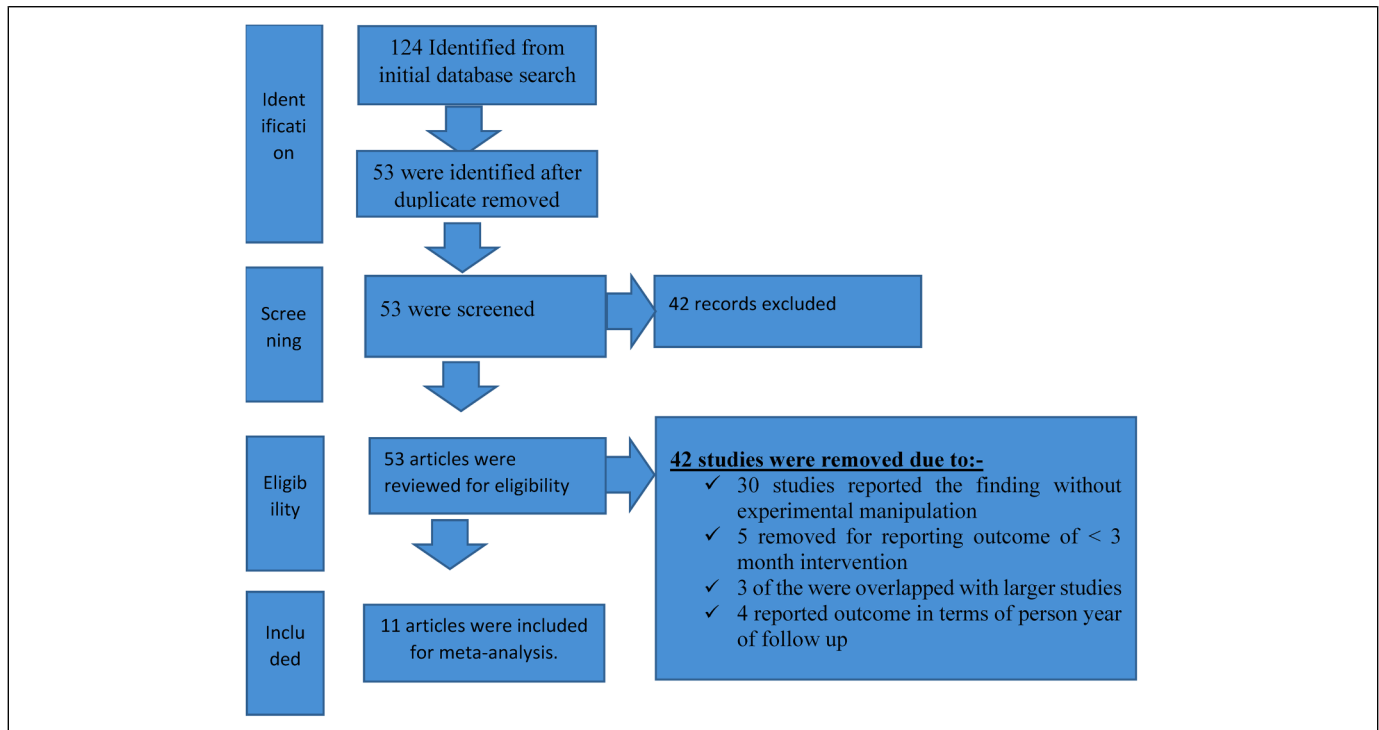 Ident
ificati
on
124 Identified from
initial database search
53 were identified after
duplicate removed
Scree
ning
53 were screened
42 records excluded
Eligib
ility
53 articles were
reviewed for eligibility
42 studies were removed due to:-
✓ 30 studies reported the finding without
experimental manipulation
✓ 5 removed for reporting outcome of < 3
month intervention
✓ 3 of the were overlapped with larger studies
✓ 4 reported outcome in terms of person year
of follow up
Inclu
ded
11 articles were included
for meta-analysis.